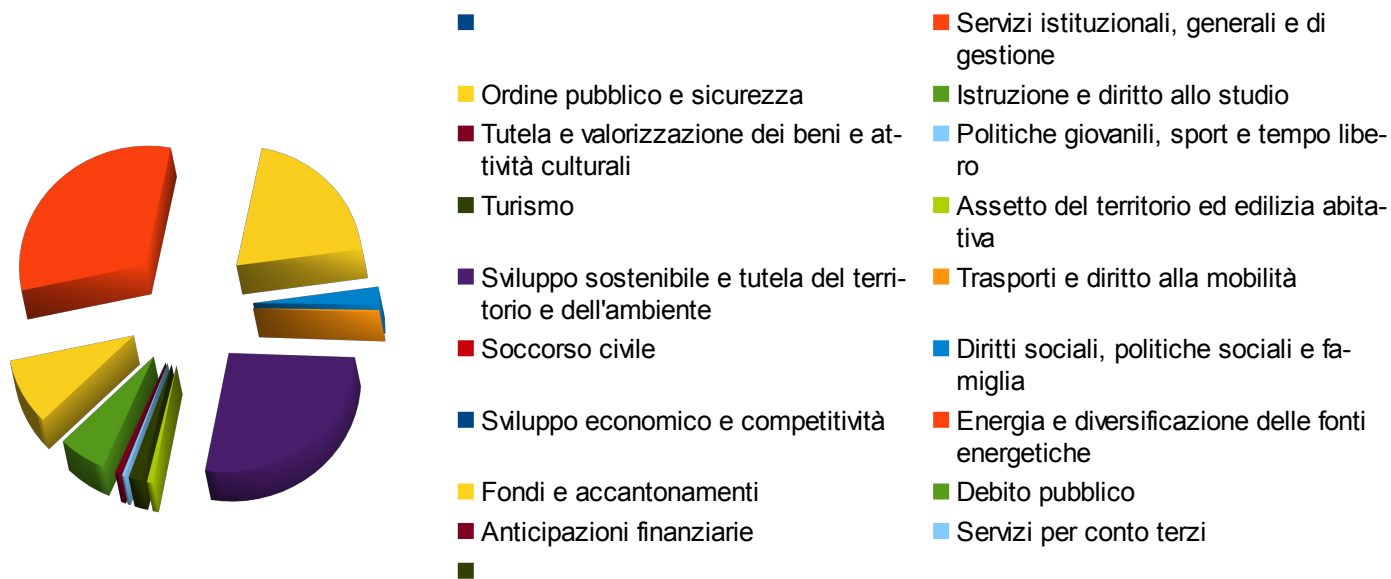 Servizi istituzionali, generali e di
gestione
Ordine pubblico e sicurezza
Istruzione e diritto allo studio
Tutela e valorizzazione dei beni e at-
tività culturali
Politiche giovanili, sport e tempo libe-
ro
Turismo
Assetto del territorio ed edilizia abita-
tiva
Sviluppo sostenibile e tutela del terri-
torio e dell'ambiente
Trasporti e diritto alla mobilità
Soccorso civile
Diritti sociali, politiche sociali e fa-
miglia
Sviluppo economico e competitività
Energia e diversificazione delle fonti
energetiche
Fondi e accantonamenti
Debito pubblico
Anticipazioni finanziarie
Servizi per conto terzi